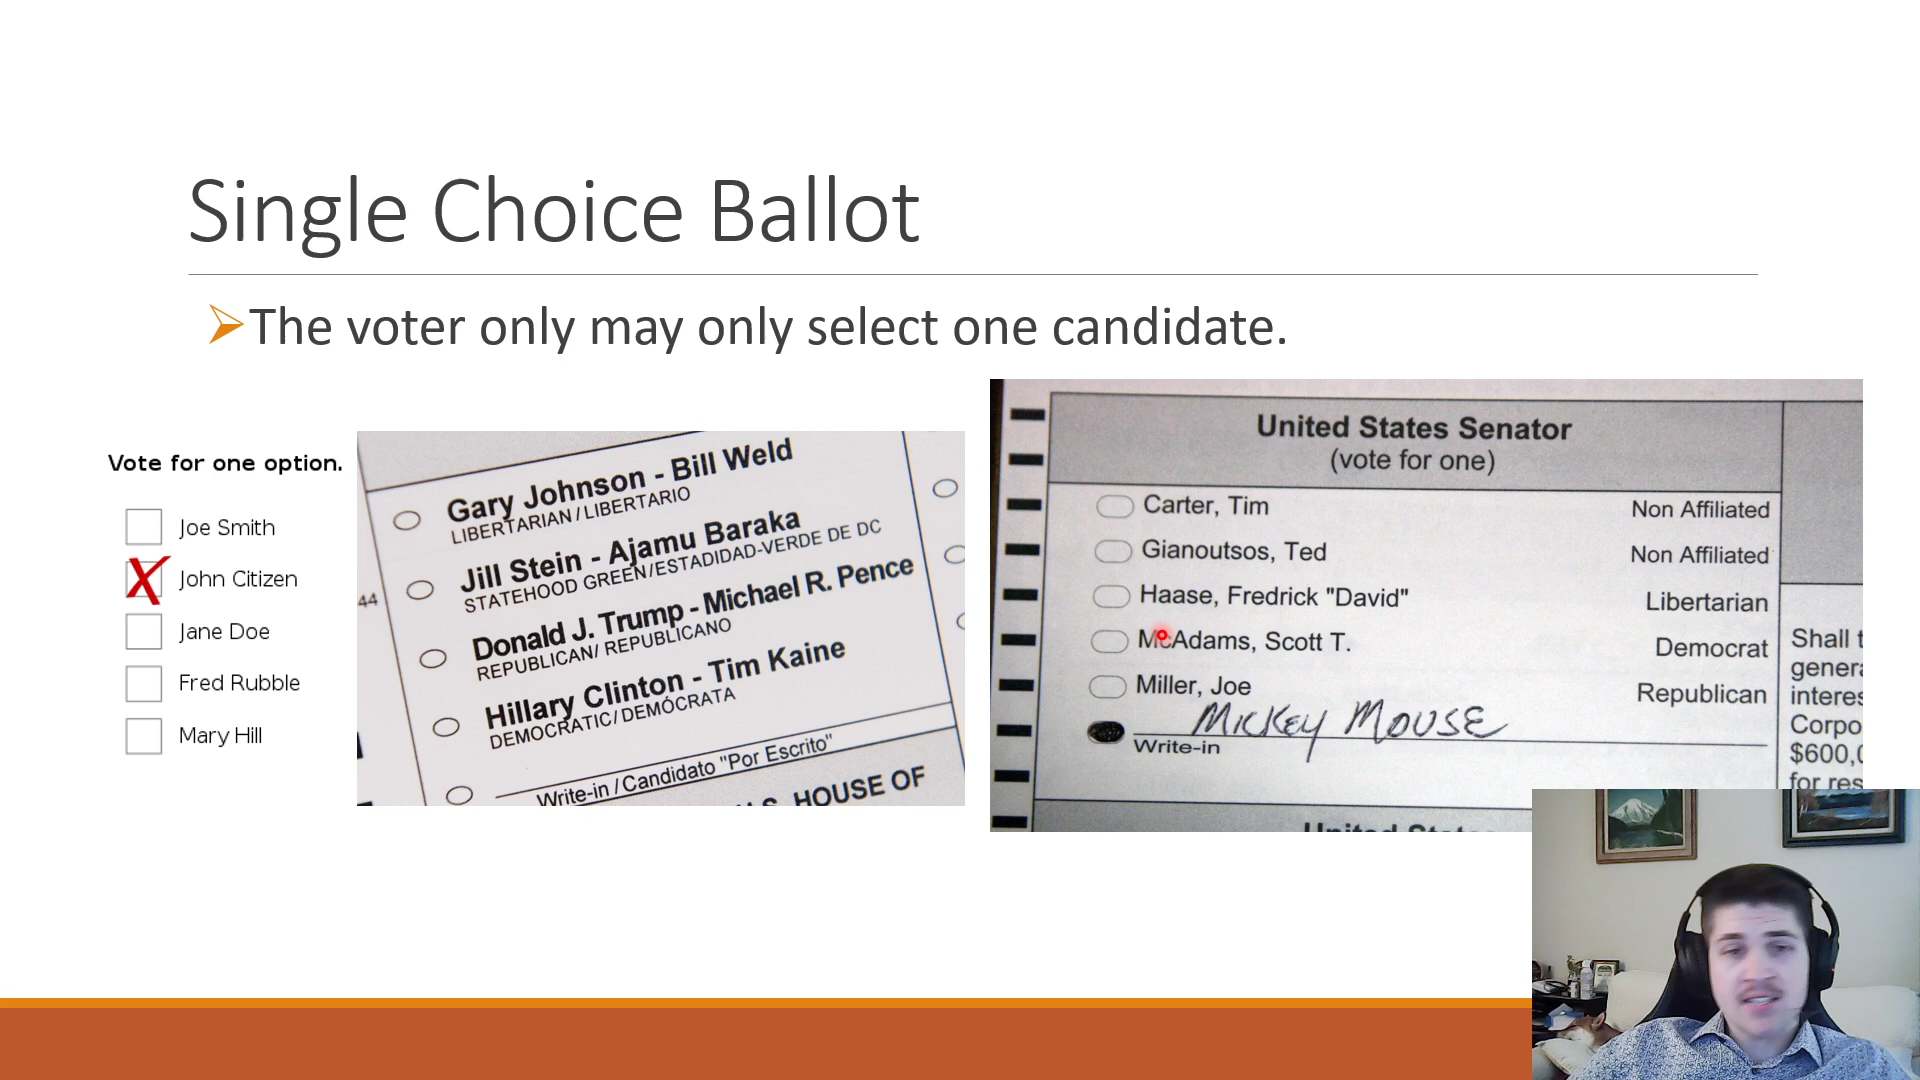 Single Choice Ballot
The voter only may only select one candidate.
Vote for one option.
Joe Smith
John Citizen
Jane Doe
Fred Rubble
Mary Hill
44
Gary Johnson - Bill Weld
LIBERTARIAN / LIBERTARIO
Jill Stein - Ajamu Baraka
STATEHOOD GREEN/ESTADIDAD-VERDE DE DC
Donald J. Trump - Michael R. Pence
REPUBLICAN/ REPUBLICANO
Hillary Clinton - Tim Kaine
DEMOCRATIC/ DEMÓCRATA
Write-in / Candidato "Por Escrito"
HOUSE OF
United States Senator
(vote for one)
Carter, Tim Non Affiliated
Gianoutsos, Ted Non Affiliated
Haase, Fredrick "David" Libertarian
McAdams, Scott T. Democrat
Miller, Joe Republican
Mickey Mouse
Write-in
Shall
Corpo
for res